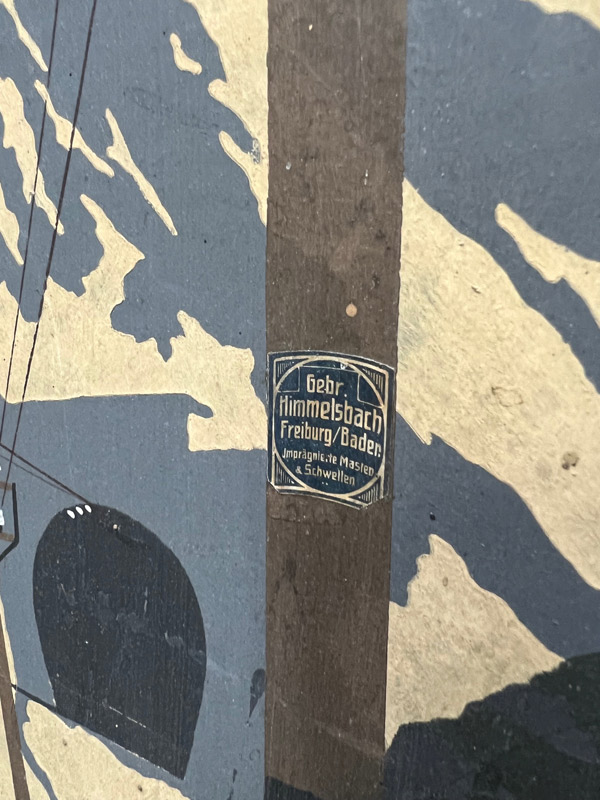 Gebr.
Himmelsbach
Freiburg/Baden
Imprägnierte Masten
& Schwellen